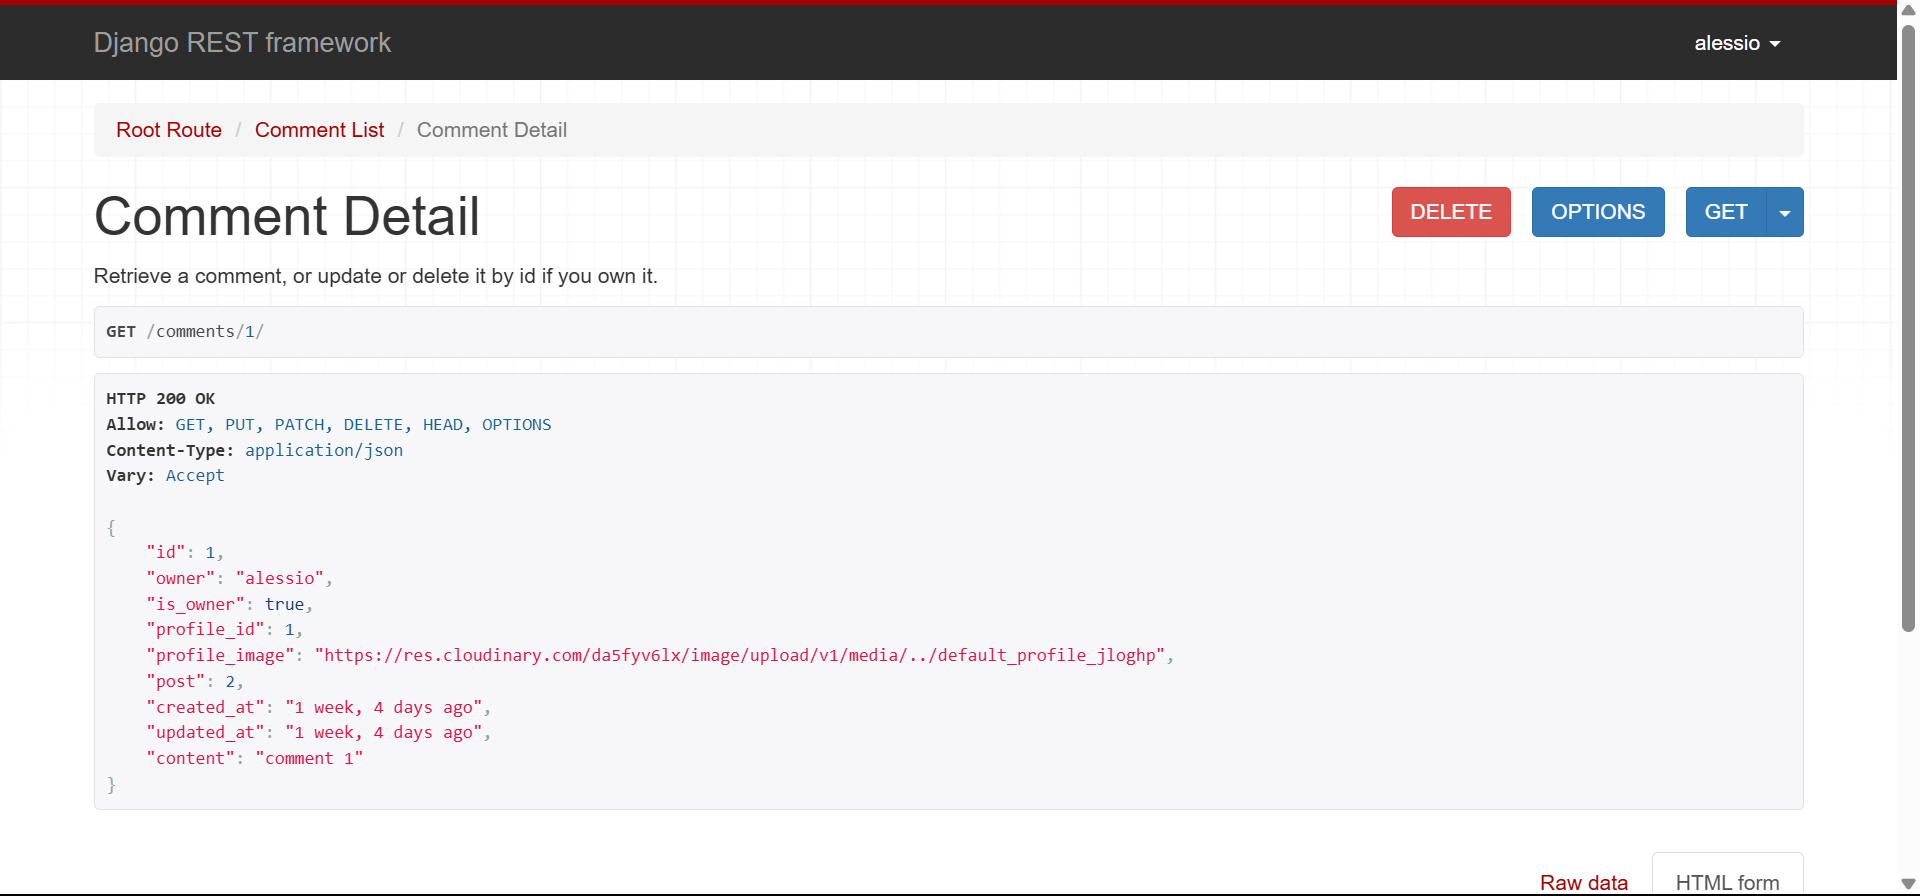 Django REST framework
alessio
Root Route / Comment List / Comment Detail
Comment Detail
DELETE
OPTIONS
GET
Retrieve a comment, or update or delete it by id if you own it.
GET /comments/1/
HTTP 200 OK
Allow: GET, PUT, PATCH, DELETE, HEAD, OPTIONS
Content-Type: application/json
Vary: Accept
{
    "id": 1,
    "owner": "alessio",
    "is_owner": true,
    "profile_id": 1,
    "profile_image": "https://res.cloudinary.com/da5fyv6lx/image/upload/v1/media/../default_profile_jloghp",
    "post": 2,
    "created_at": "1 week, 4 days ago",
    "updated_at": "1 week, 4 days ago",
    "content": "comment 1"
}
Raw data
HTML form